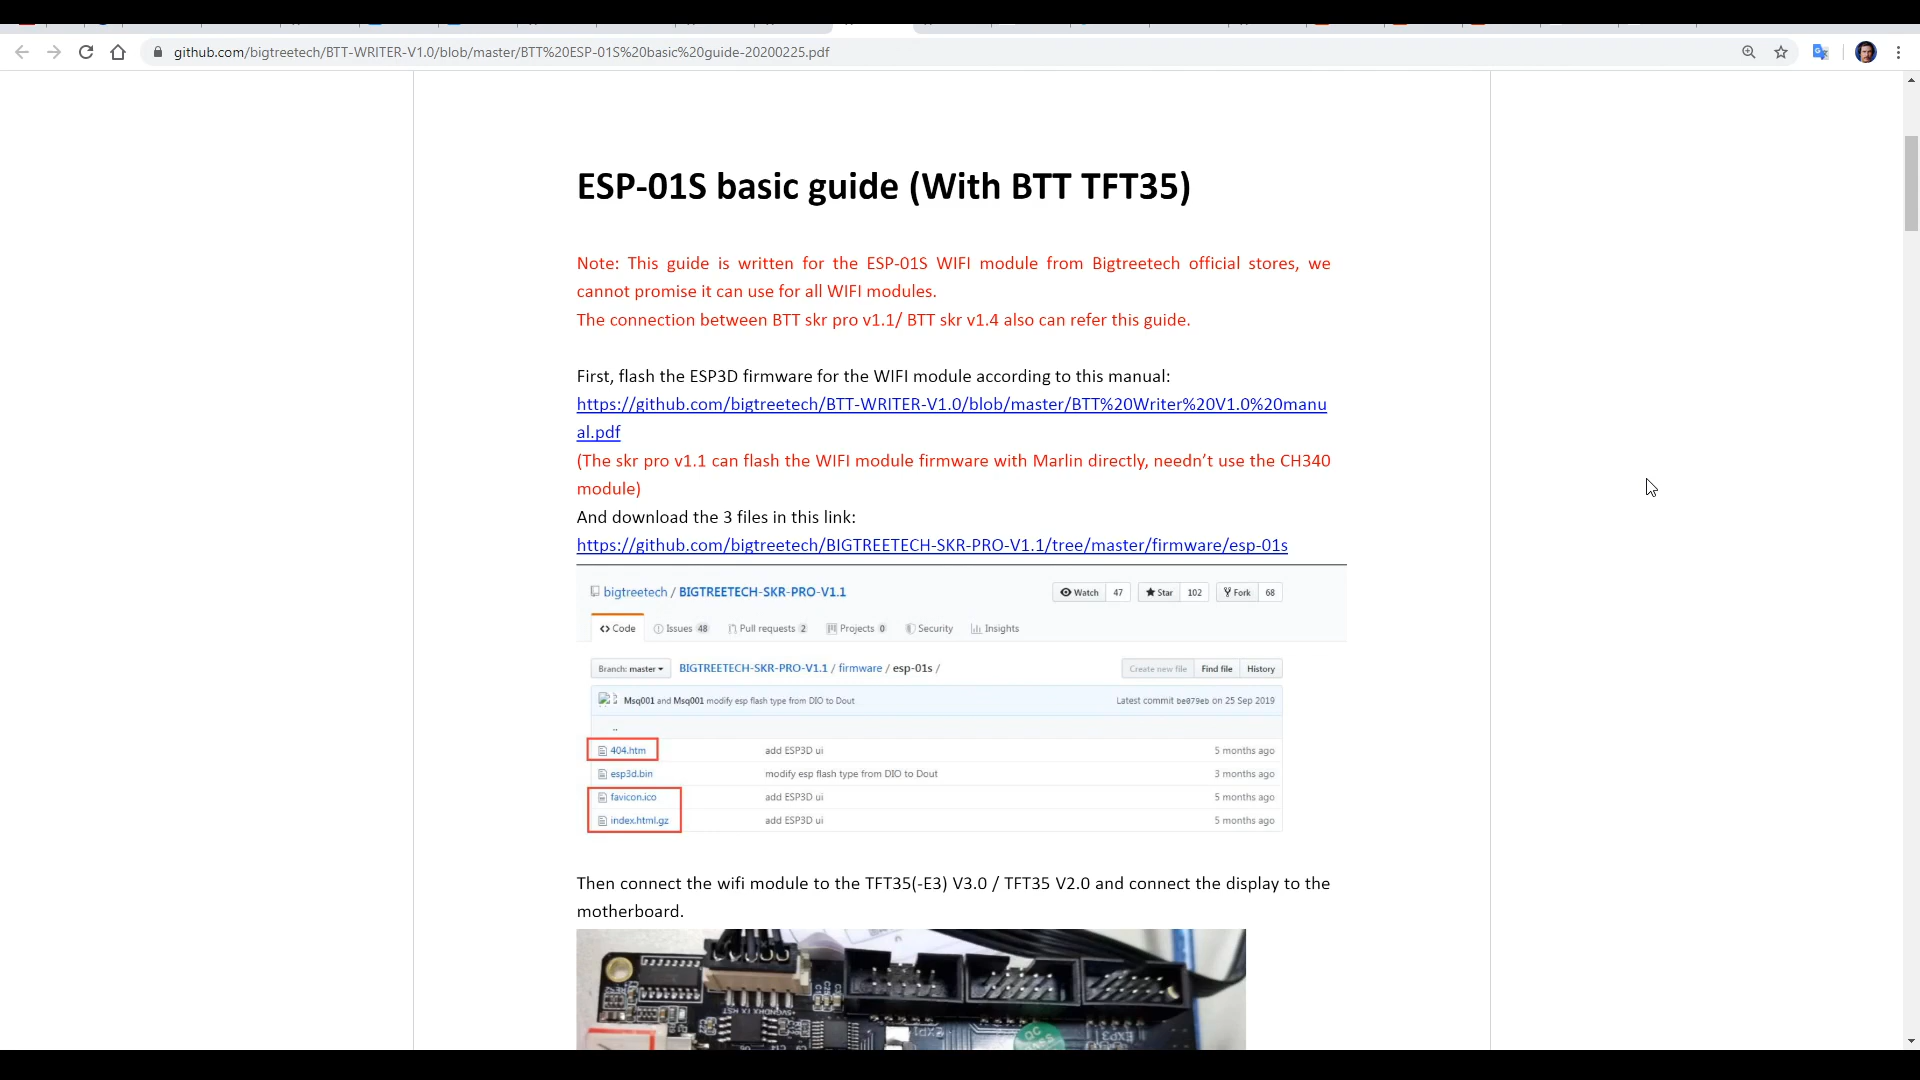 github.com/bigtreetech/BTT-WRITER-V1.0/blob/master/BTT%20ESP-01S%20basic%20guide-20200225.pdf
ESP-01S basic guide (With BTT TFT35)
Note: This guide is written for the ESP-01S WIFI module from Bigtreetech official stores, we
cannot promise it can use for all WIFI modules.
The connection between BTT skr pro v1.1/ BTT skr v1.4 also can refer this guide.
First, flash the ESP3D firmware for the WIFI module according to this manual:
https://github.com/bigtreetech/BTT-WRITER-V1.0/blob/master/BTT%20Writer%20V1.0%20manu
al.pdf
(The skr pro v1.1 can flash the WIFI module firmware with Marlin directly, needn’t use the CH340
module)
And download the 3 files in this link:
https://github.com/bigtreetech/BIGTREETECH-SKR-PRO-V1.1/tree/master/firmware/esp-01s
bigtreetech / BIGTREETECH-SKR-PRO-V1.1 Watch 47 Star 102 Fork 68
Code Issues 48 Pull requests 2 Projects 0 Security Insights
Branch: master BIGTREETECH-SKR-PRO-V1.1 / firmware / esp-01s / Create new file Find file History
Msq001 and Msq001 modify esp flash type from DIO to Dout Latest commit be079eb on 25 Sep 2019
..
404.htm add ESP3D ui 5 months ago
esp3d.bin modify esp flash type from DIO to Dout 3 months ago
favicon.ico add ESP3D ui 5 months ago
index.html.gz add ESP3D ui 5 months ago
Then connect the wifi module to the TFT35(-E3) V3.0 / TFT35 V2.0 and connect the display to the
motherboard.